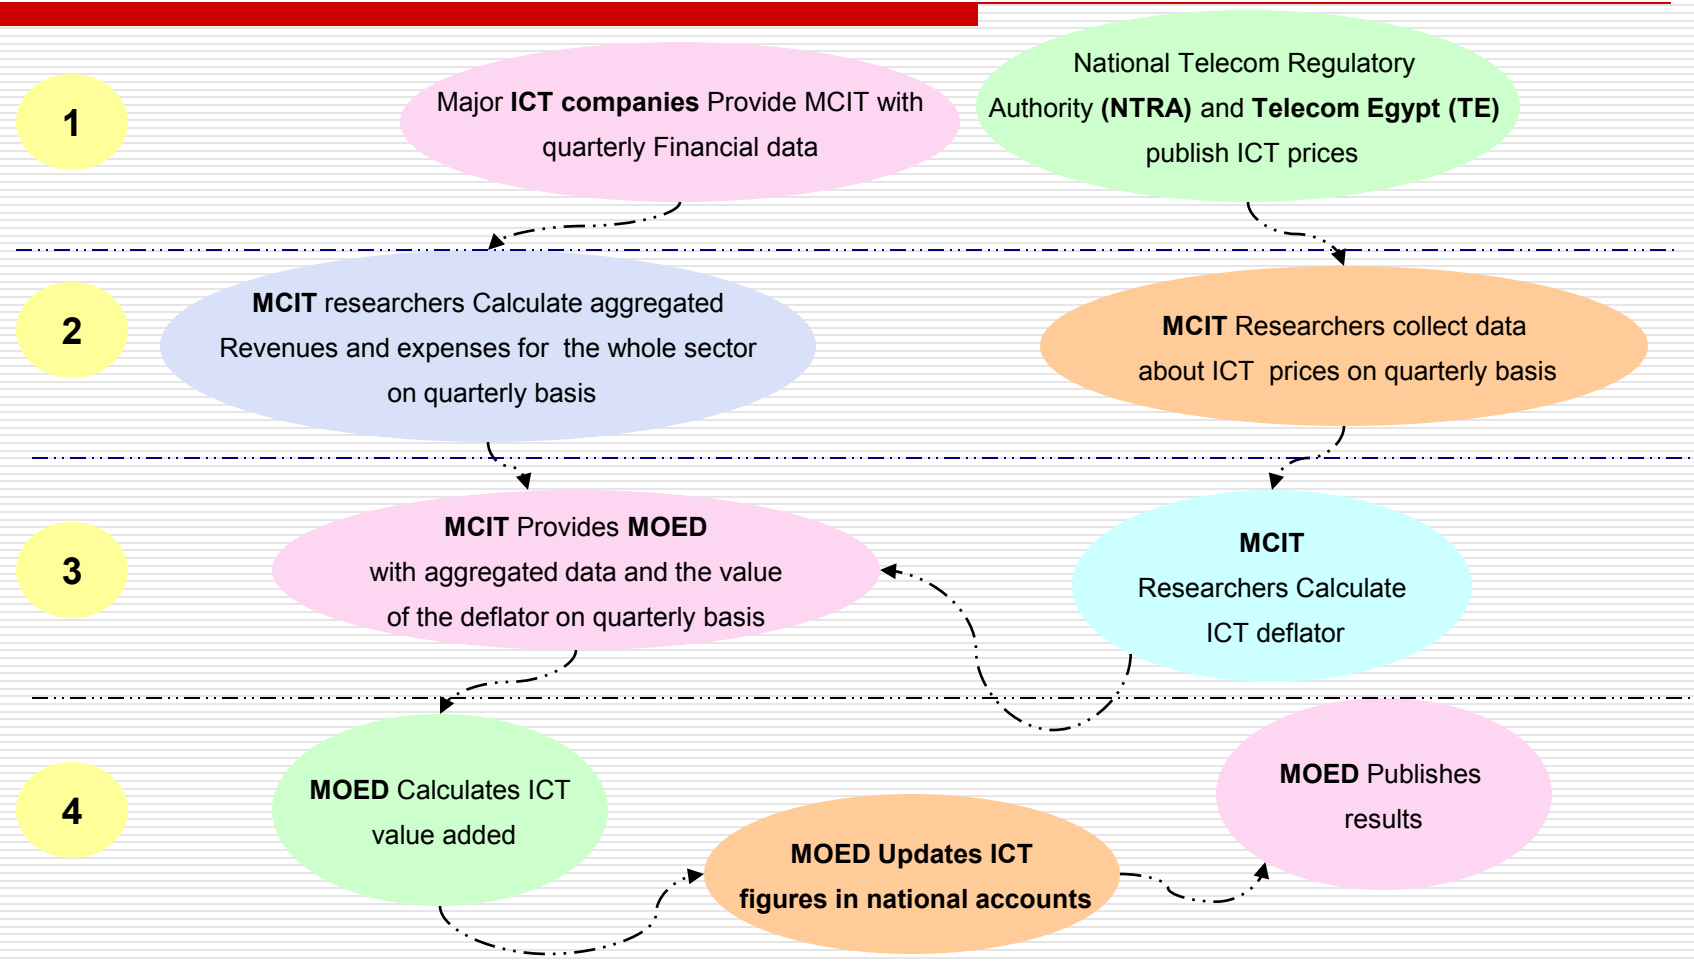 1
Major ICT companies Provide MCIT with
quarterly Financial data
National Telecom Regulatory
Authority (NTRA) and Telecom Egypt (TE)
publish ICT prices
2
MCIT researchers Calculate aggregated
Revenues and expenses for the whole sector
on quarterly basis
MCIT Researchers collect data
about ICT prices on quarterly basis
3
MCIT Provides MOED
with aggregated data and the value
of the deflator on quarterly basis
MCIT
Researchers Calculate
ICT deflator
4
MOED Calculates ICT
value added
MOED Updates ICT
figures in national accounts
MOED Publishes
results